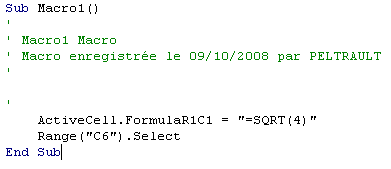 Sub Macro1()
'
' Macro1 Macro
' Macro enregistrée le 09/10/2008 par PELTRAULT
'
'
    ActiveCell.FormulaR1C1 = "=SQRT(4)"
    Range("C6").Select
End Sub